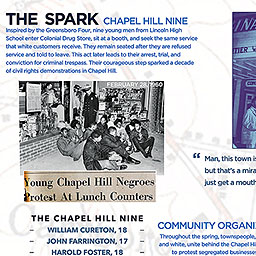 THE SPARK CHAPEL HILL NINE
Inspired by the Greensboro Four, nine young men from Lincoln High
School enter Colonial Drug Store, sit at a booth, and seek the same service
that white customers receive. They remain seated after they are refused
service and told to leave. This act later leads to their arrest, trial, and
conviction for criminal trespass. Their courageous step sparked a decade
of civil rights demonstrations in Chapel Hill.
FEBRUARY 28, 1960
Young Chapel Hill Negroes
Protest At Lunch Counters
THE CHAPEL HILL NINE
– WILLIAM CURETON, 18 –
– JOHN FARRINGTON, 17 –
– HAROLD FOSTER, 18 –
“ Man, this town is
but that's a mira
just get a mouth
COMMUNITY ORGANI
Throughout the spring, townspeople,
and white, unite behind the Chapel Hi
to protest segregated businesses